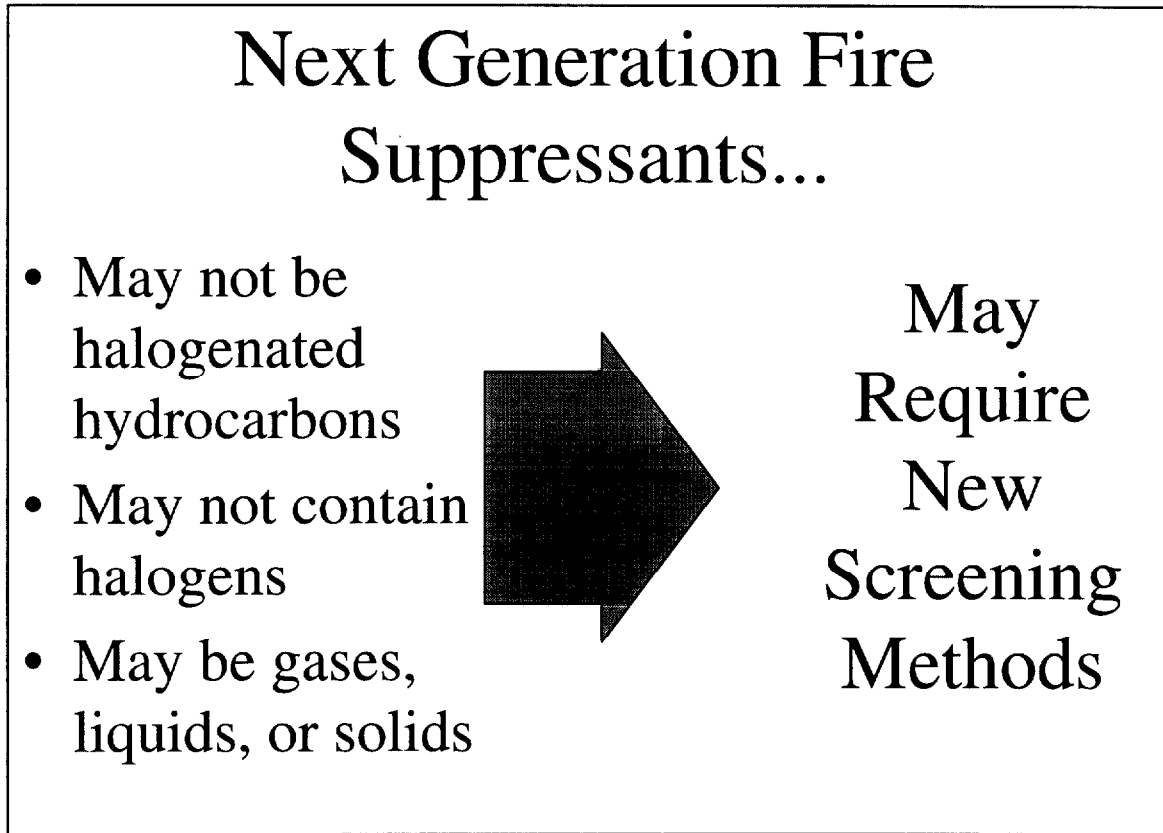 Next Generation Fire
Suppressants...
• May not be
halogenated
hydrocarbons
• May not contain
halogens
• May be gases,
liquids, or solids
May
Require
New
Screening
Methods